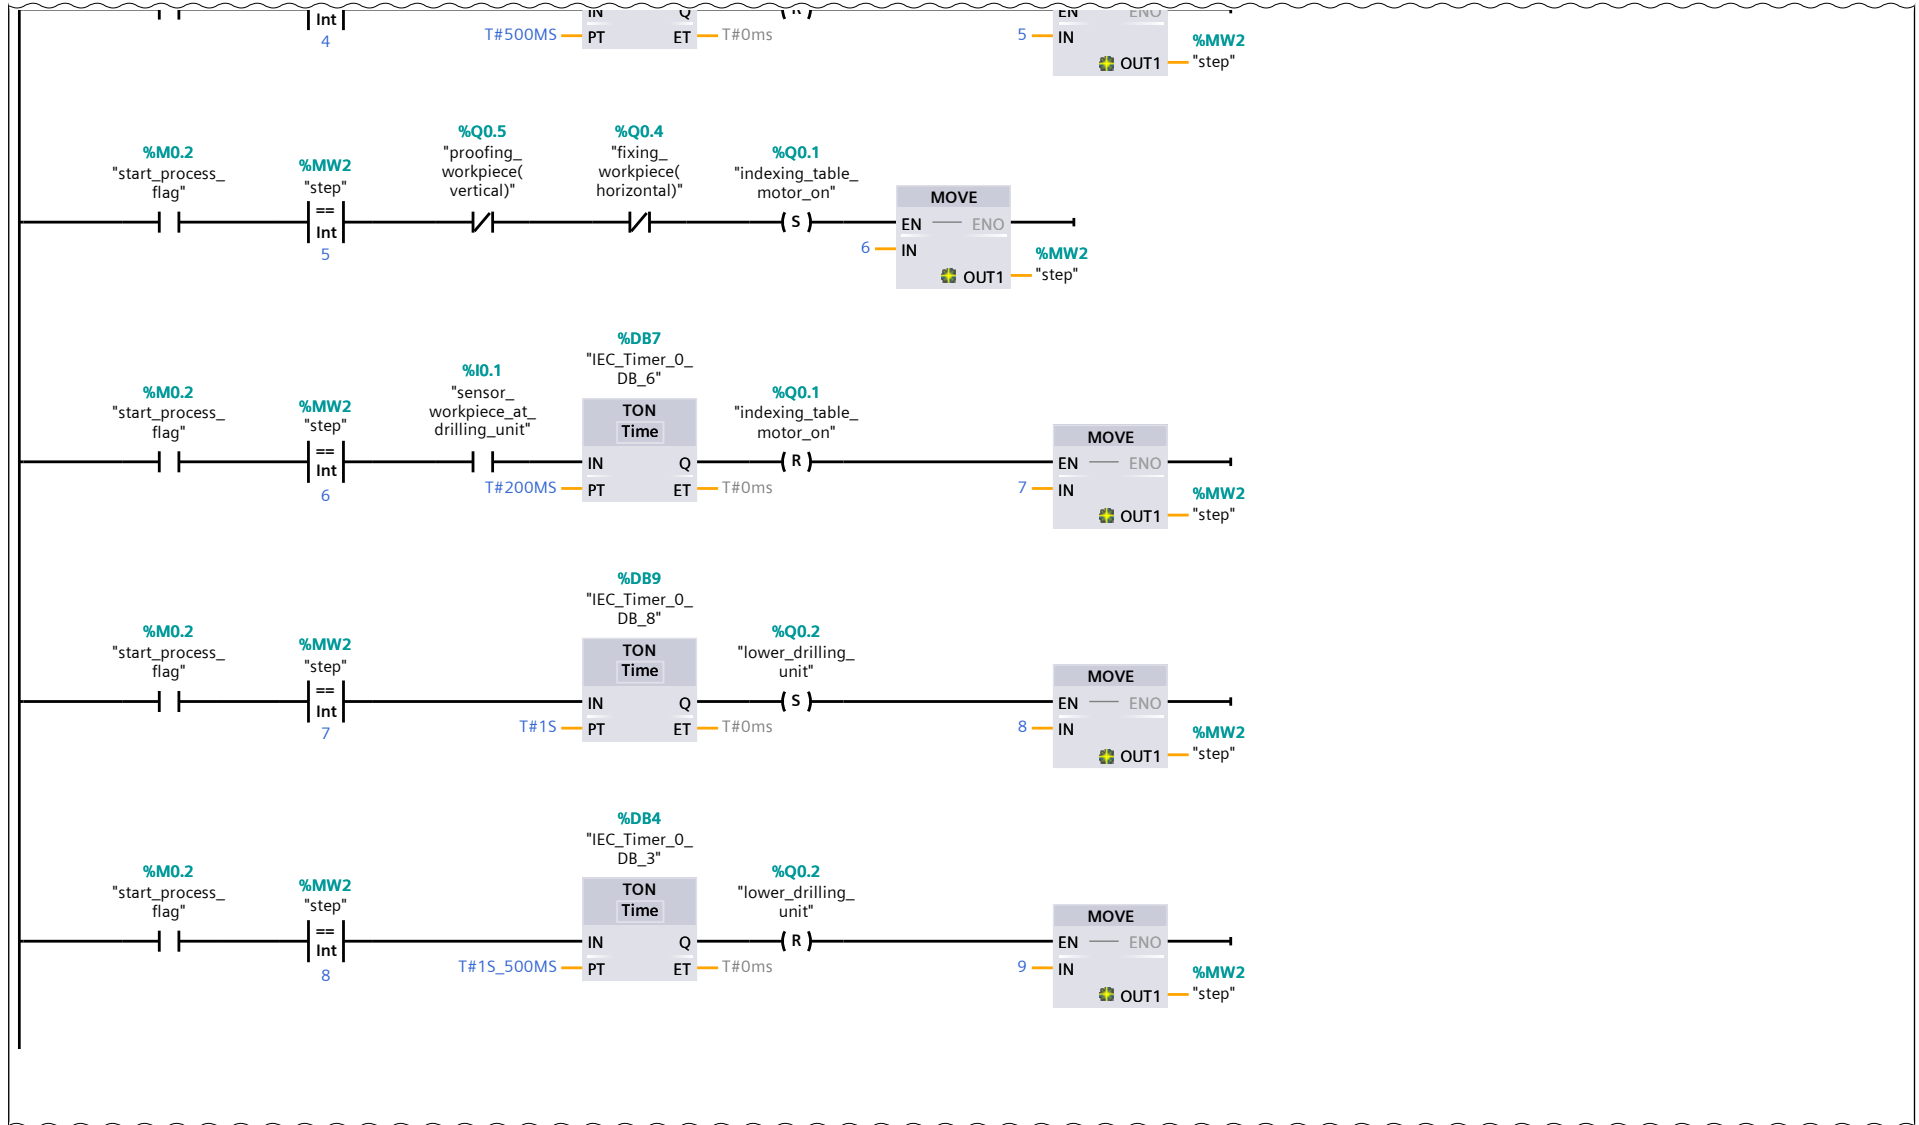 Int
4
IN Q
T#500MS PT ET T#0ms
R
EN ENO
5 IN
%MW2
OUT1 "step"
%M0.2
"start_process_
flag"
%MW2
"step"
==
Int
5
%Q0.5
"proofing_
workpiece(
vertical)"
%Q0.4
"fixing_
workpiece(
horizontal)"
%Q0.1
"indexing_table_
motor_on"
S
MOVE
EN ENO
6 IN
%MW2
OUT1 "step"
%M0.2
"start_process_
flag"
%MW2
"step"
==
Int
6
%I0.1
"sensor_
workpiece_at_
drilling_unit"
%DB7
"IEC_Timer_0_
DB_6"
TON
Time
IN Q
T#200MS PT ET T#0ms
%Q0.1
"indexing_table_
motor_on"
R
MOVE
EN ENO
7 IN
%MW2
OUT1 "step"
%M0.2
"start_process_
flag"
%MW2
"step"
==
Int
7
%DB9
"IEC_Timer_0_
DB_8"
TON
Time
IN Q
T#1S PT ET T#0ms
%Q0.2
"lower_drilling_
unit"
S
MOVE
EN ENO
8 IN
%MW2
OUT1 "step"
%M0.2
"start_process_
flag"
%MW2
"step"
==
Int
8
%DB4
"IEC_Timer_0_
DB_3"
TON
Time
IN Q
T#1S_500MS PT ET T#0ms
%Q0.2
"lower_drilling_
unit"
R
MOVE
EN ENO
9 IN
%MW2
OUT1 "step"